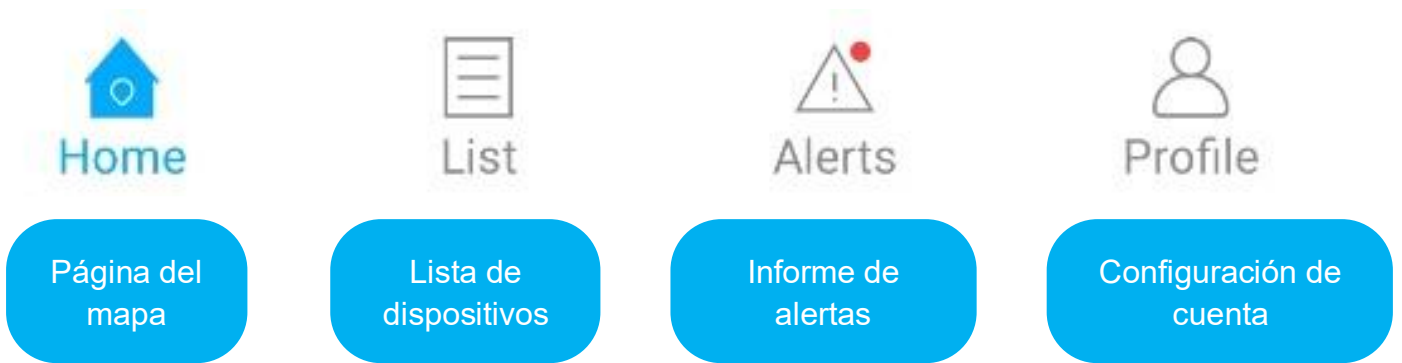 Home
List
Alerts
Profile
Página del
mapa
Lista de
dispositivos
Informe de
alertas
Configuración de
cuenta